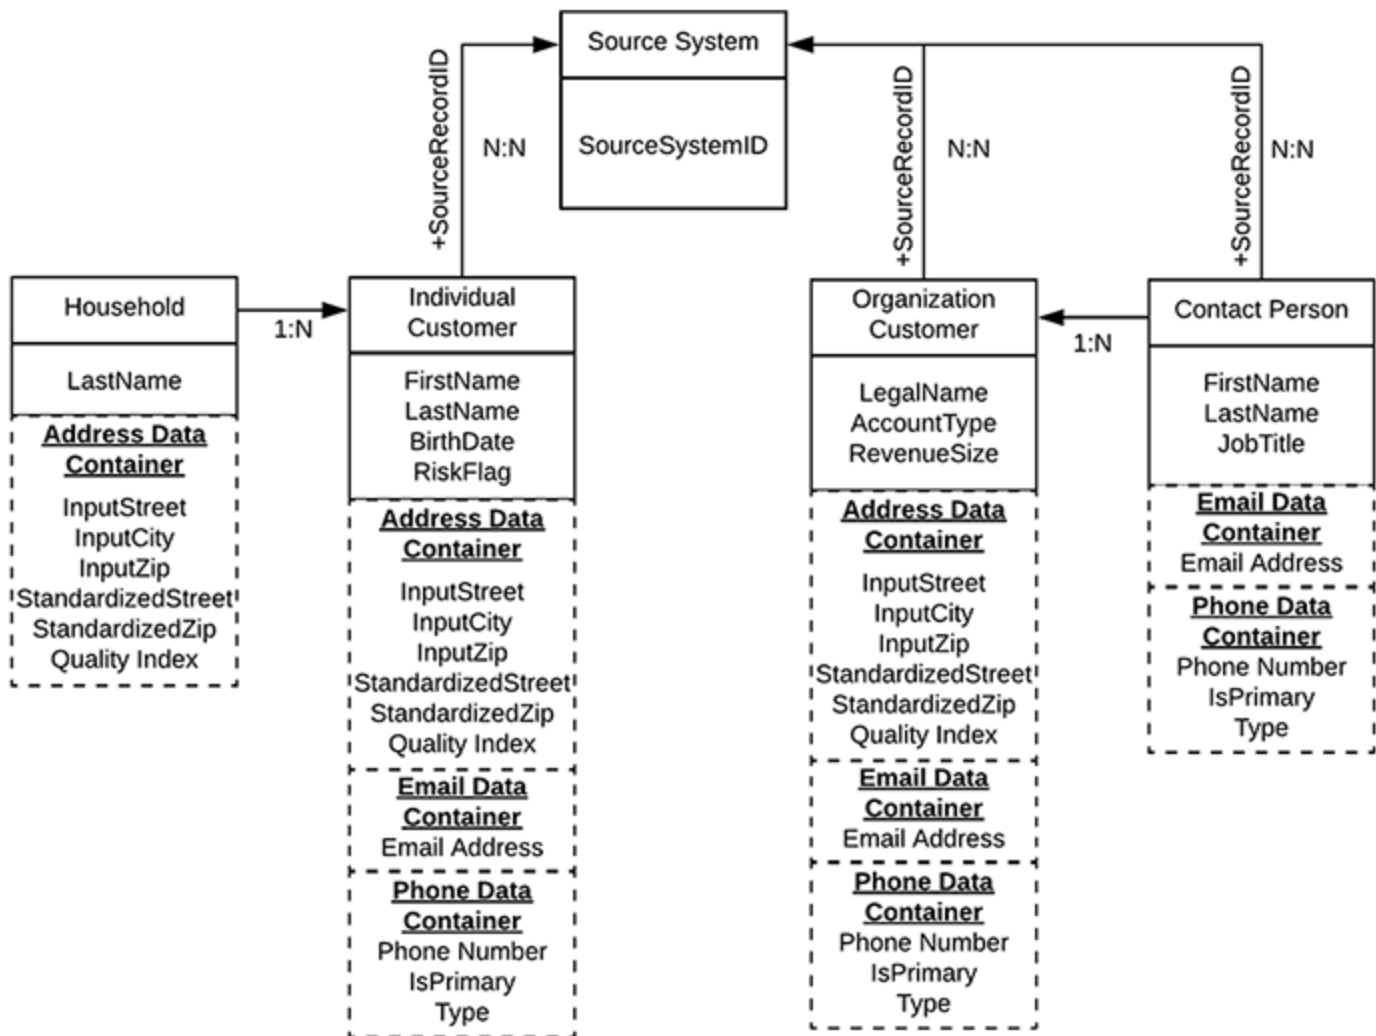 Source System
SourceSystemID
+SourceRecordID
N:N
+SourceRecordID
N:N
+SourceRecordID
N:N
Household
LastName
Address Data
Container
InputStreet
InputCity
InputZip
StandardizedStreet
StandardizedZip
Quality Index
1:N
Individual
Customer
FirstName
LastName
BirthDate
RiskFlag
Address Data
Container
InputStreet
InputCity
InputZip
StandardizedStreet
StandardizedZip
Quality Index
Email Data
Container
Email Address
Phone Data
Container
Phone Number
IsPrimary
Type
Organization
Customer
LegalName
AccountType
RevenueSize
Address Data
Container
InputStreet
InputCity
InputZip
StandardizedStreet
StandardizedZip
Quality Index
Email Data
Container
Email Address
Phone Data
Container
Phone Number
IsPrimary
Type
1:N
Contact Person
FirstName
LastName
JobTitle
Email Data
Container
Email Address
Phone Data
Container
Phone Number
IsPrimary
Type